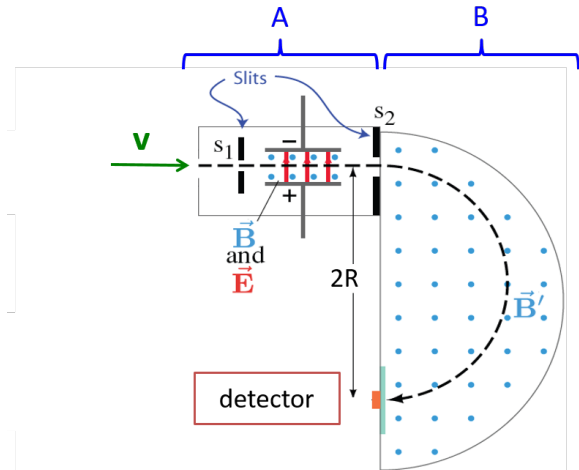 A
B
Slits
s₂
v
s₁
−
+
B⃗
and
E⃗
2R
B⃗′
detector